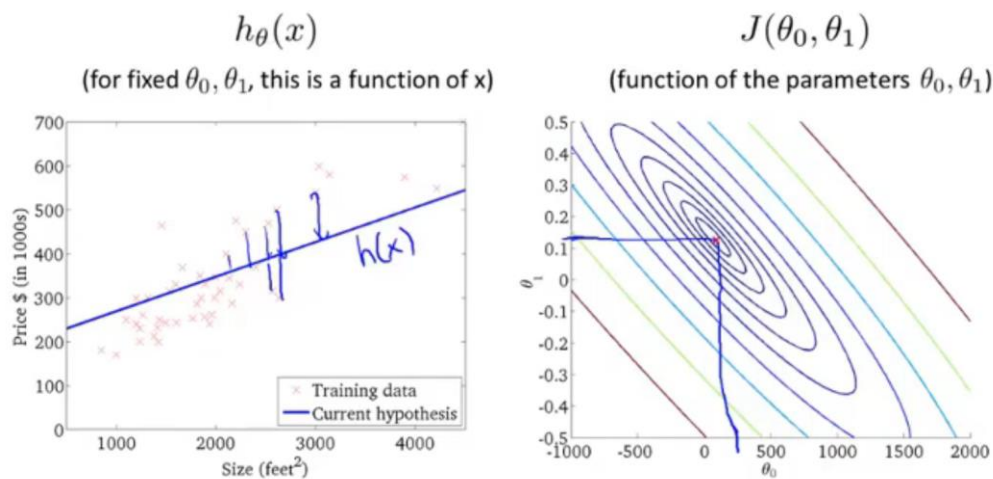 hθ(x)
(for fixed θ₀, θ₁, this is a function of x)
700
600
500
400
300
200
100
0
Price $ (in 1000s)
h(x)
Training data
Current hypothesis
1000
2000
3000
4000
Size (feet²)
J(θ₀, θ₁)
(function of the parameters θ₀, θ₁)
0.5
0.4
0.3
0.2
0.1
0
-0.1
-0.2
-0.3
-0.4
-0.5
θ₁
-1000
-500
0
500
1000
1500
2000
θ₀